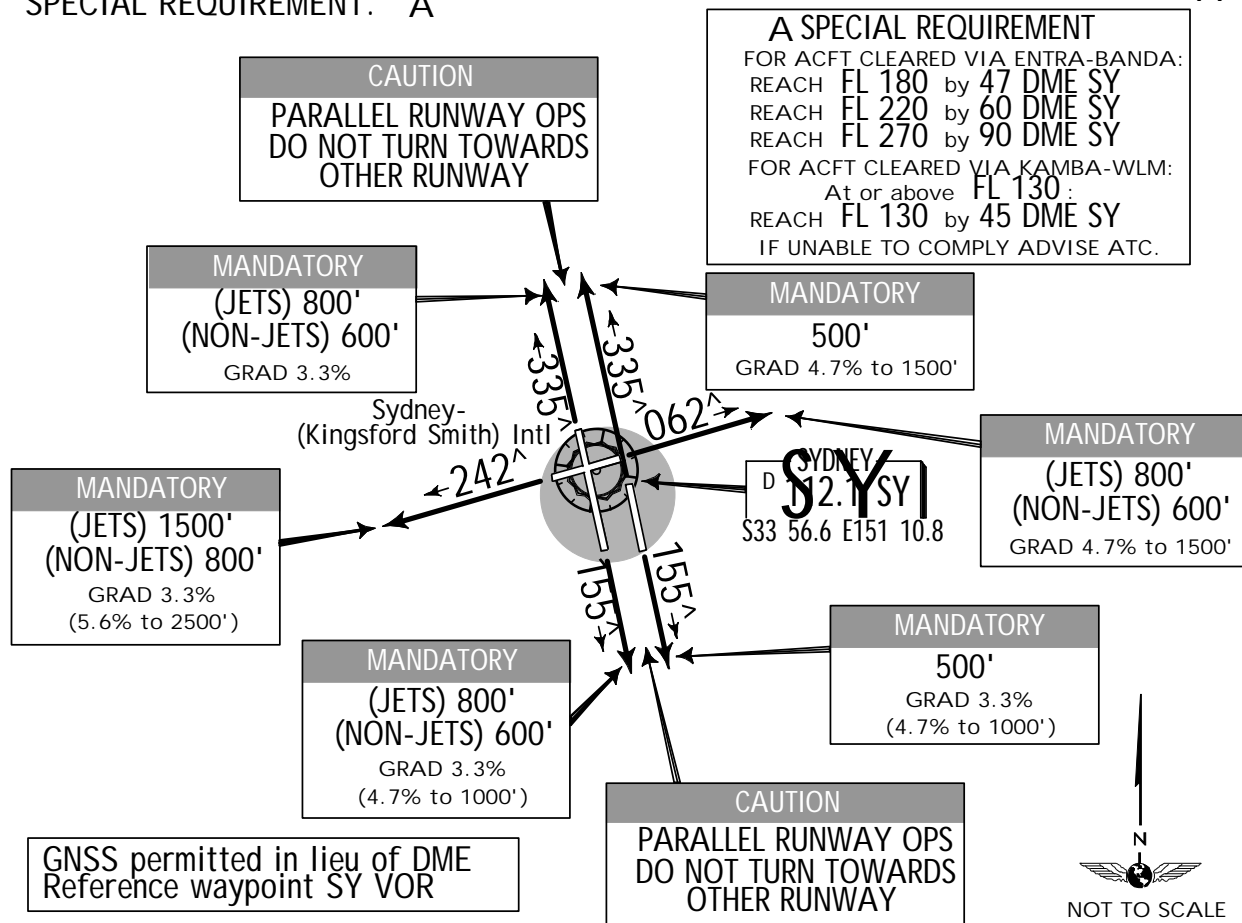 SPECIAL REQUIREMENT: A
A SPECIAL REQUIREMENT
FOR ACFT CLEARED VIA ENTRA-BANDA:
REACH FL 180 by 47 DME SY
REACH FL 220 by 60 DME SY
REACH FL 270 by 90 DME SY
FOR ACFT CLEARED VIA KAMBA-WLM:
At or above FL 130 :
REACH FL 130 by 45 DME SY
IF UNABLE TO COMPLY ADVISE ATC.
CAUTION
PARALLEL RUNWAY OPS
DO NOT TURN TOWARDS
OTHER RUNWAY
MANDATORY
(JETS) 800'
(NON-JETS) 600'
GRAD 3.3%
MANDATORY
500'
GRAD 4.7% to 1500'
335^
335^
062^
Sydney-
(Kingsford Smith) Intl
242^
MANDATORY
(JETS) 800'
(NON-JETS) 600'
GRAD 4.7% to 1500'
SYDNEY
D 112.1 SY
S Y
S33 56.6 E151 10.8
MANDATORY
(JETS) 1500'
(NON-JETS) 800'
GRAD 3.3%
(5.6% to 2500')
155^
155^
MANDATORY
500'
GRAD 3.3%
(4.7% to 1000')
MANDATORY
(JETS) 800'
(NON-JETS) 600'
GRAD 3.3%
(4.7% to 1000')
CAUTION
PARALLEL RUNWAY OPS
DO NOT TURN TOWARDS
OTHER RUNWAY
GNSS permitted in lieu of DME
Reference waypoint SY VOR
N
NOT TO SCALE